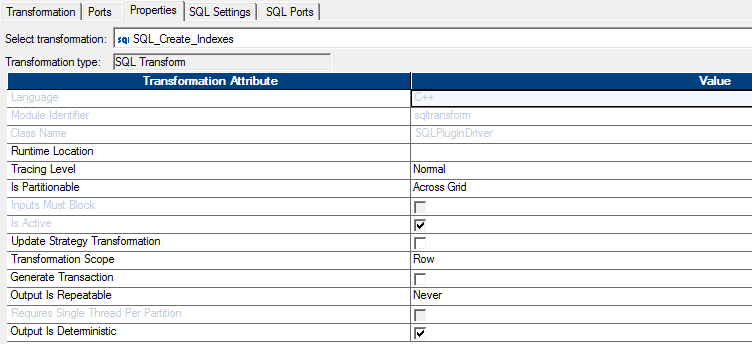 Transformation Ports Properties SQL Settings SQL Ports
Select transformation: SQL SQL_Create_Indexes
Transformation type: SQL Transform
Transformation Attribute Value
Language C++
Module Identifier sqltransform
Class Name SQLPluginDriver
Runtime Location
Tracing Level Normal
Is Partitionable Across Grid
Inputs Must Block
Is Active
Update Strategy Transformation
Transformation Scope Row
Generate Transaction
Output Is Repeatable Never
Requires Single Thread Per Partition
Output Is Deterministic